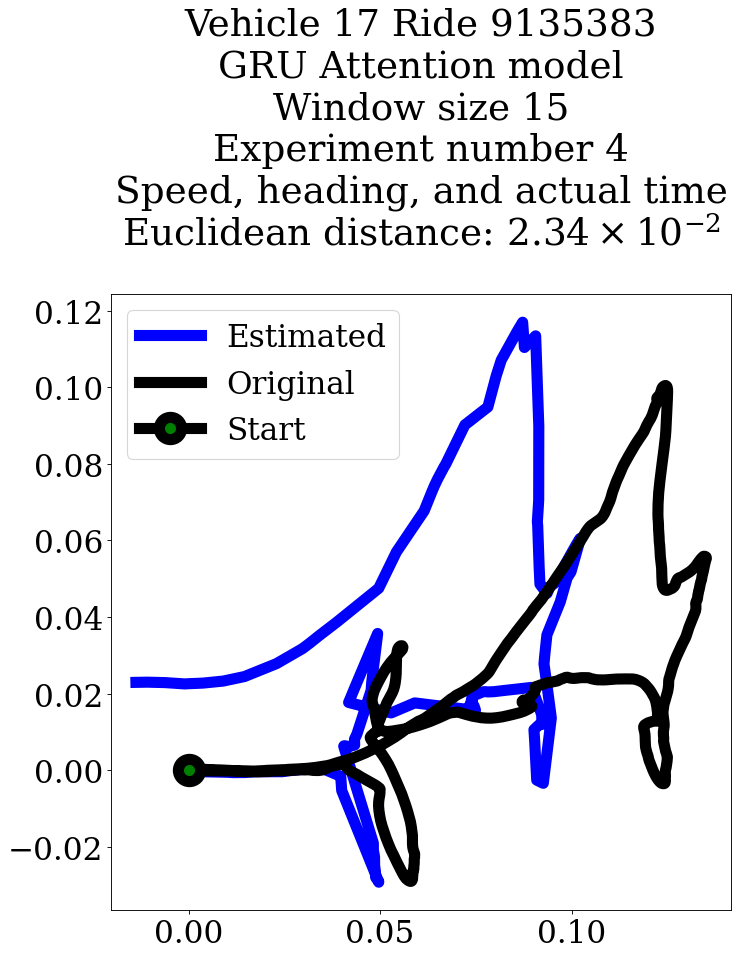 Vehicle 17 Ride 9135383
GRU Attention model
Window size 15
Experiment number 4
Speed, heading, and actual time
Euclidean distance: 2.34 × 10⁻²
0.12
0.10
0.08
0.06
0.04
0.02
0.00
−0.02
Estimated
Original
Start
0.00 0.05 0.10